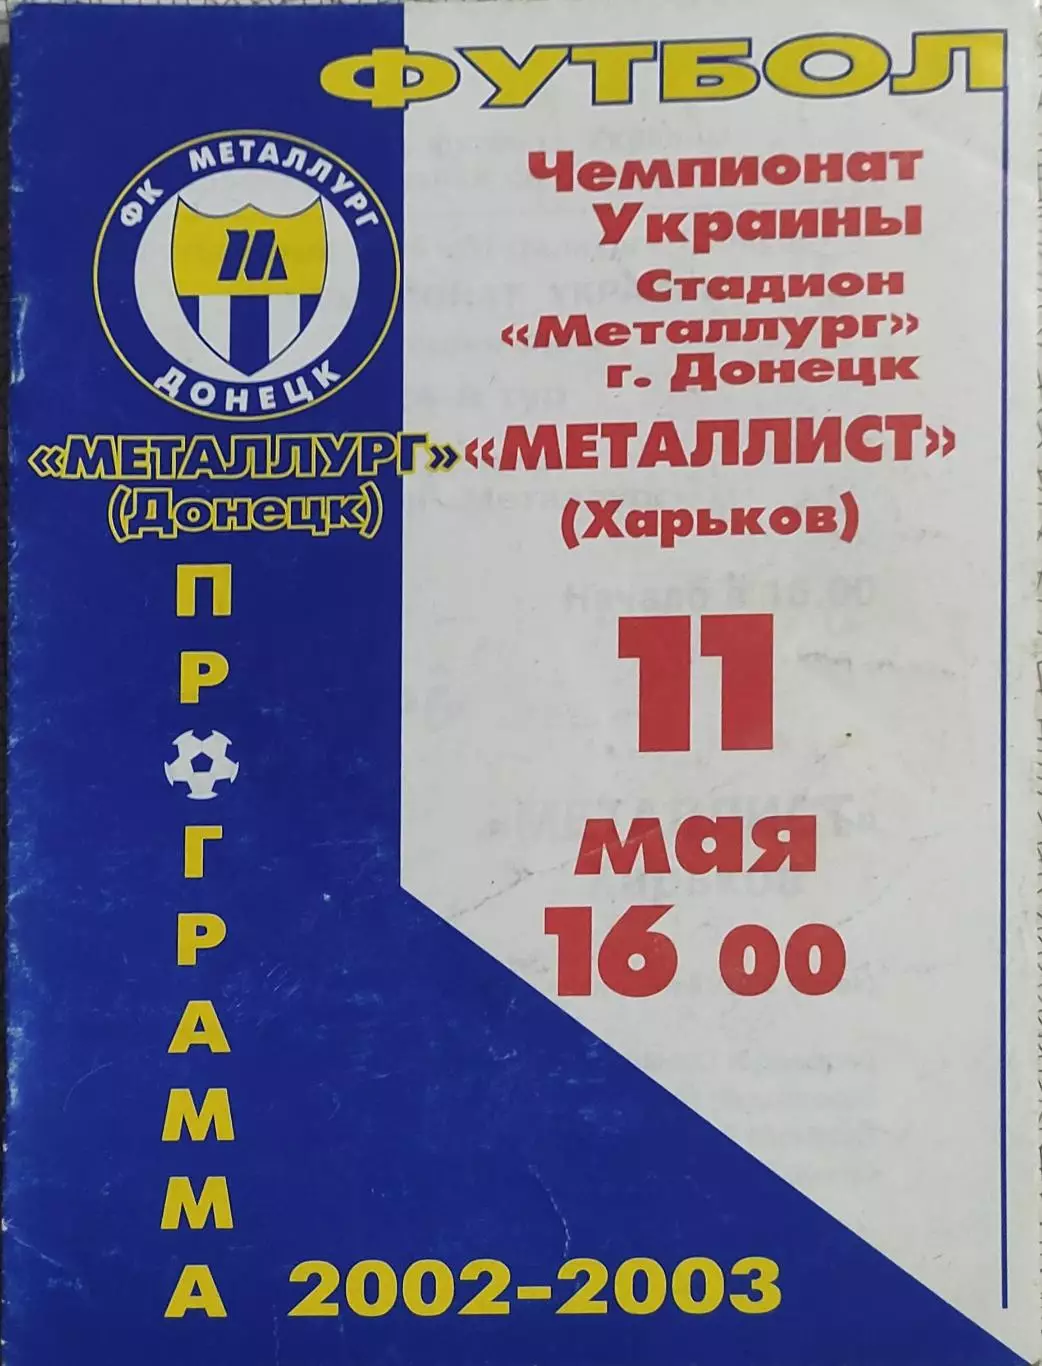 ФУТБОЛ
ФК МЕТАЛЛУРГ
ДОНЕЦК
Чемпионат
Украины
Стадион
«Металлург»
г. Донецк
«МЕТАЛЛУРГ» «МЕТАЛЛИСТ»
(Донецк) (Харьков)
11
мая
16 00
ПРОГРАММА
2002-2003